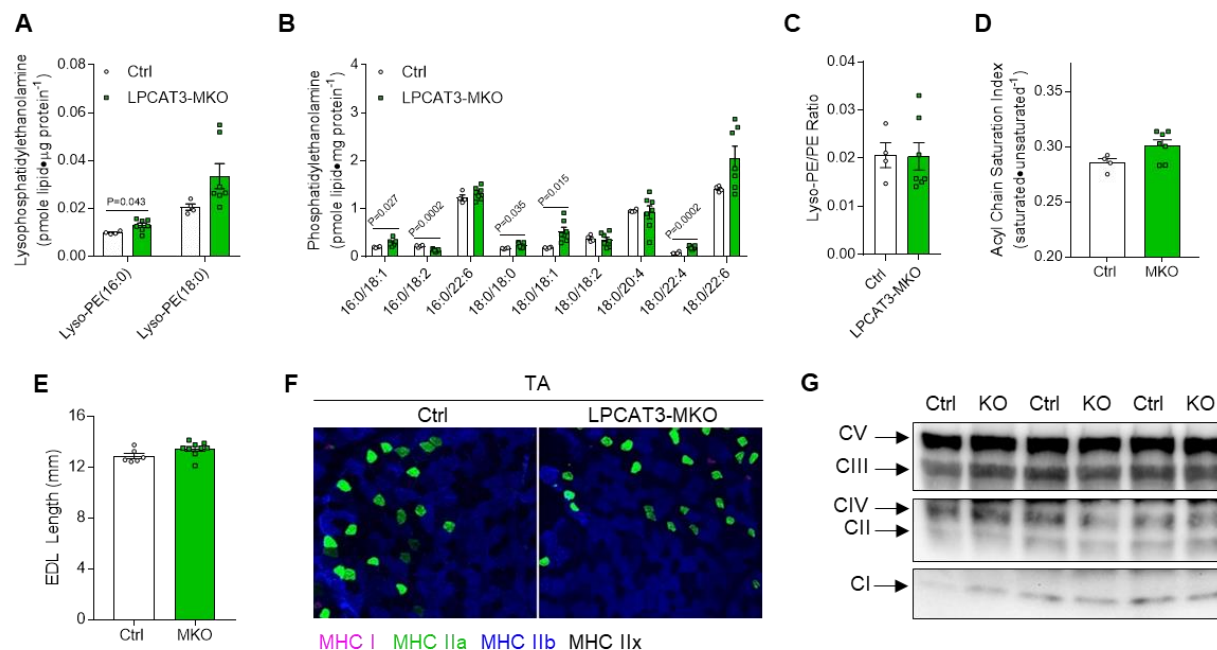 A
Lysophosphatidylethanolamine
(pmole lipid•µg protein⁻¹)
0.08
0.06
0.04
0.02
0.00
Ctrl
LPCAT3-MKO
P=0.043
Lyso-PE(16:0)
Lyso-PE(18:0)
B
Phosphatidylethanolamine
(pmole lipid•mg protein⁻¹)
4
3
2
1
0
Ctrl
LPCAT3-MKO
P=0.027
P=0.0002
P=0.035
P=0.015
P=0.0002
16:0/18:1
16:0/18:2
16:0/22:6
18:0/18:0
18:0/18:1
18:0/18:2
18:0/20:4
18:0/22:4
18:0/22:6
C
Lyso-PE/PE Ratio
0.04
0.03
0.02
0.01
0.00
Ctrl
LPCAT3-MKO
D
Acyl Chain Saturation Index
(saturated•unsaturated⁻¹)
0.35
0.30
0.25
0.20
Ctrl
MKO
E
EDL Length (mm)
16
12
8
4
0
Ctrl
MKO
F
TA
Ctrl
LPCAT3-MKO
MHC I MHC IIa MHC IIb MHC IIx
G
Ctrl KO Ctrl KO Ctrl KO
CV
CIII
CIV
CII
CI